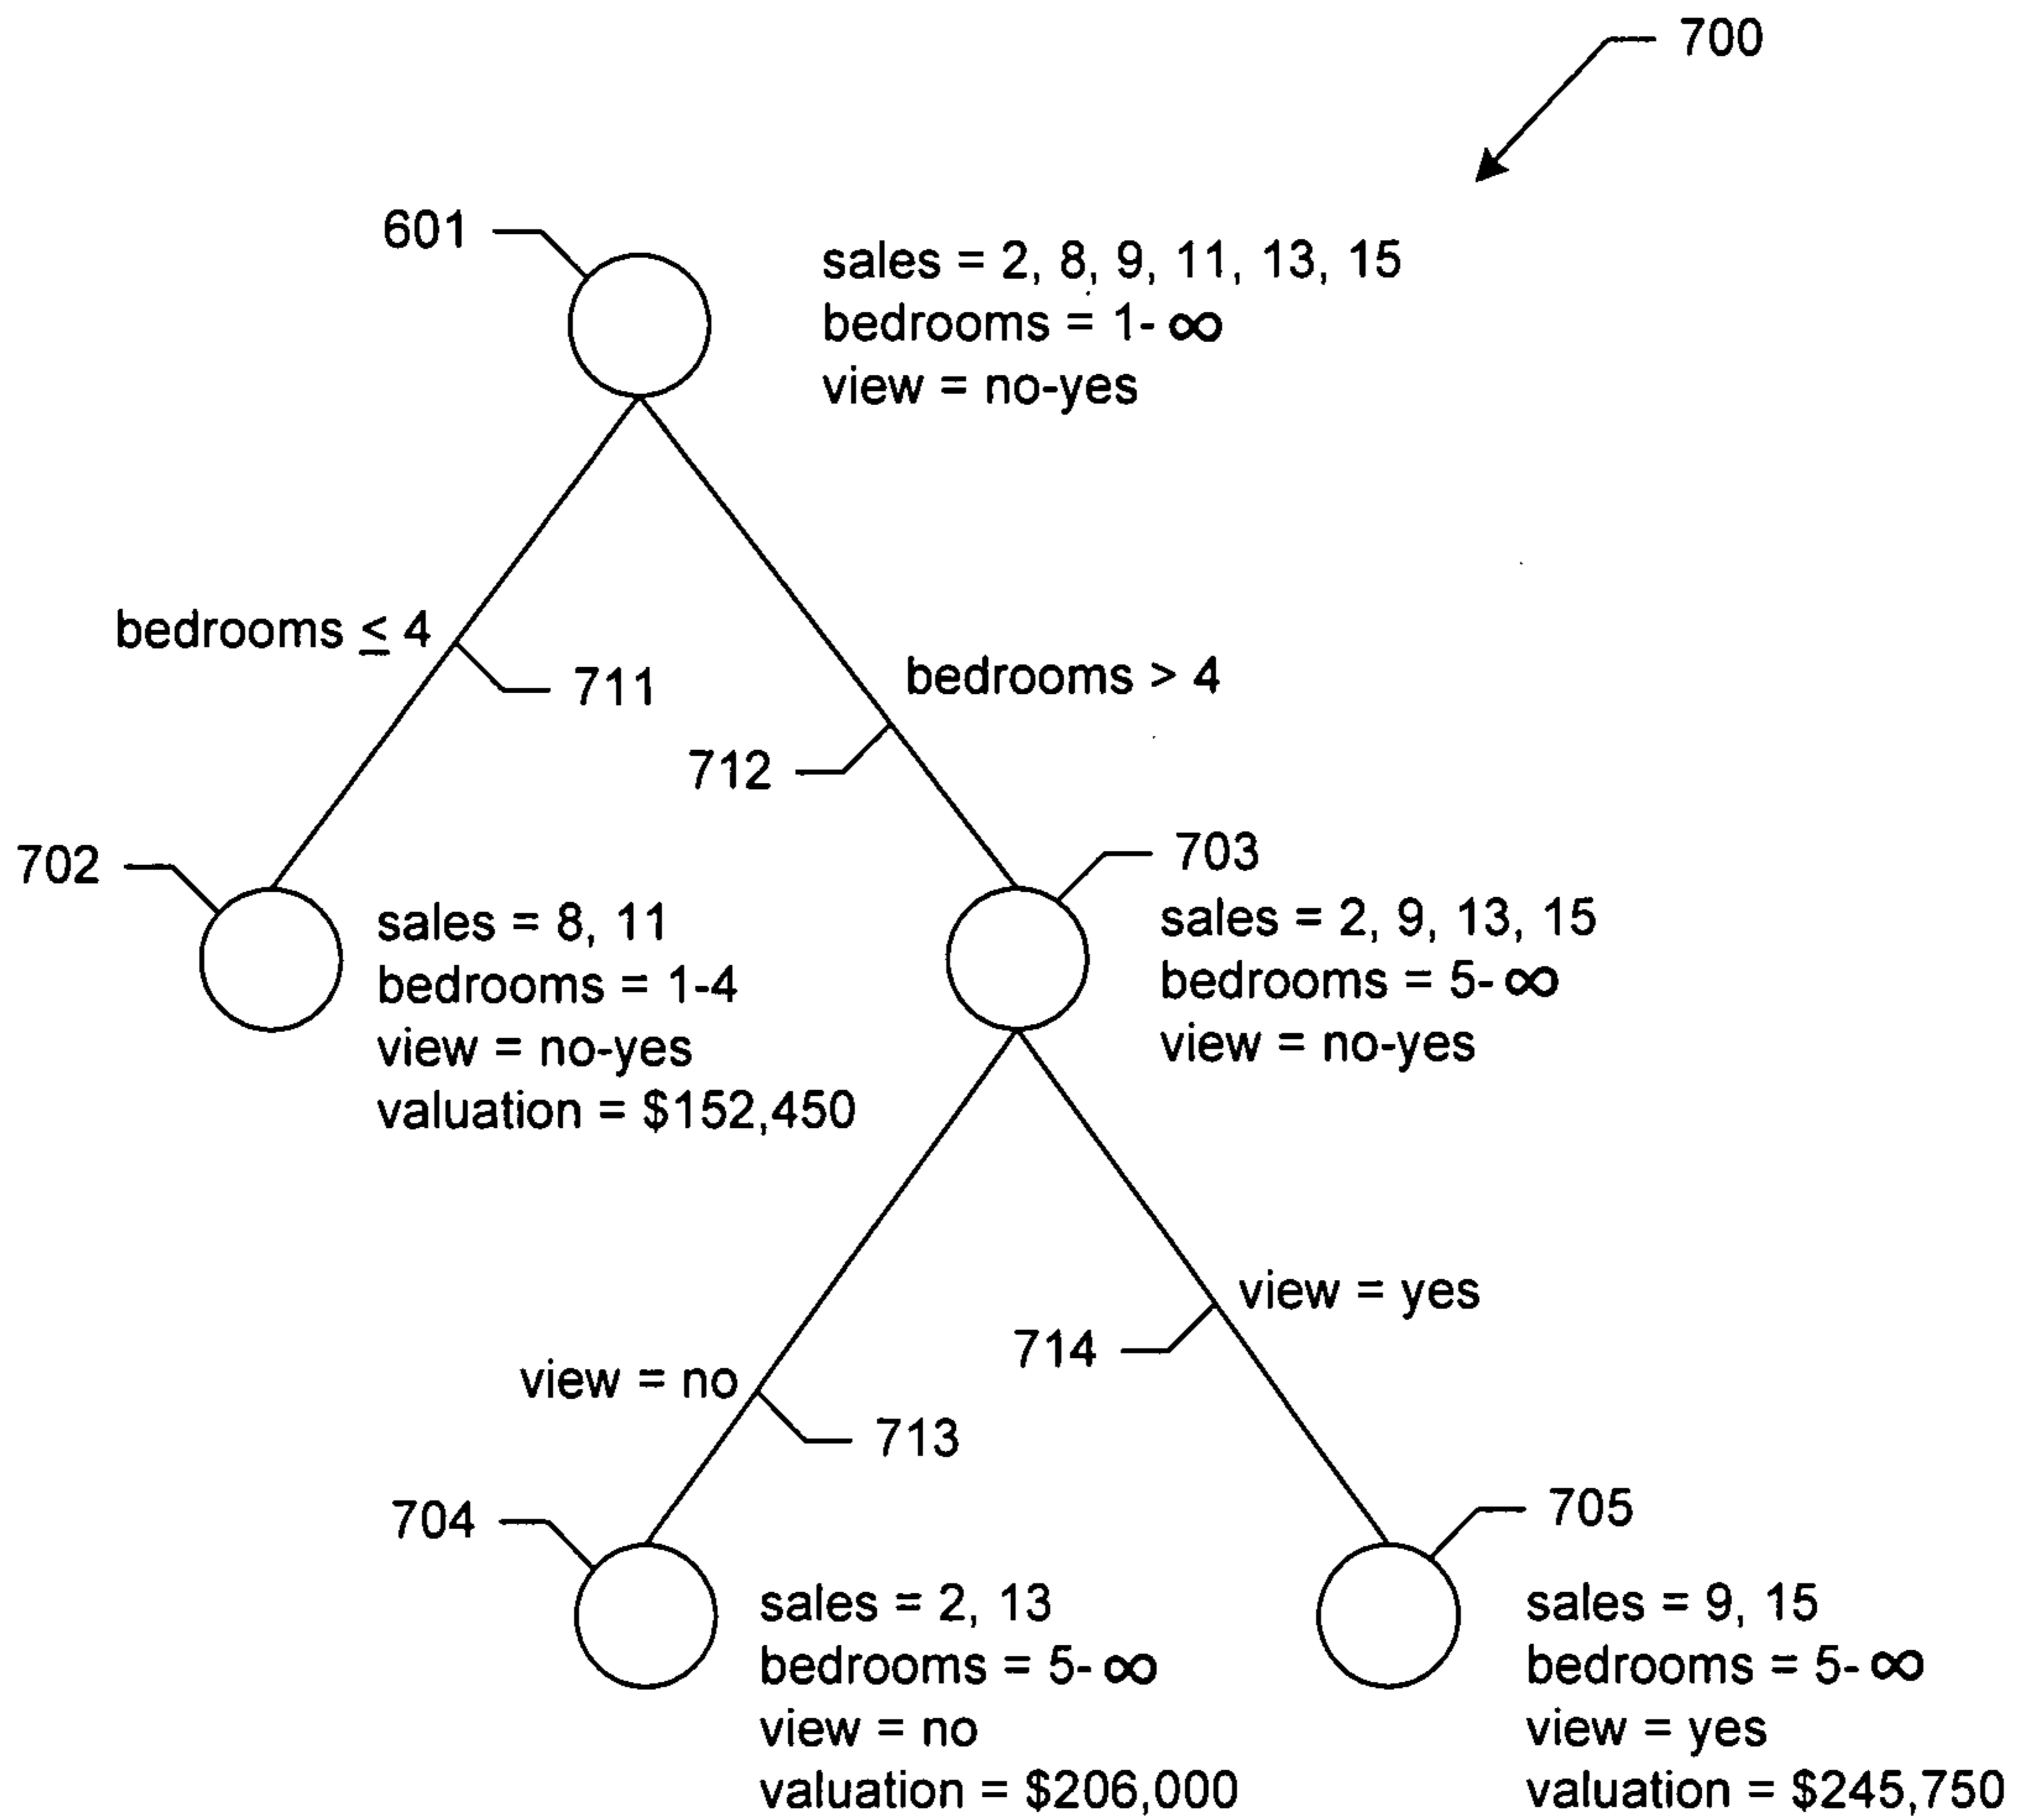 700
601
sales = 2, 8, 9, 11, 13, 15
bedrooms = 1-∞
view = no-yes
bedrooms ≤ 4
711
bedrooms > 4
712
702
703
sales = 8, 11
bedrooms = 1-4
view = no-yes
valuation = $152,450
sales = 2, 9, 13, 15
bedrooms = 5-∞
view = no-yes
view = yes
714
view = no
713
704
705
sales = 2, 13
bedrooms = 5-∞
view = no
valuation = $206,000
sales = 9, 15
bedrooms = 5-∞
view = yes
valuation = $245,750